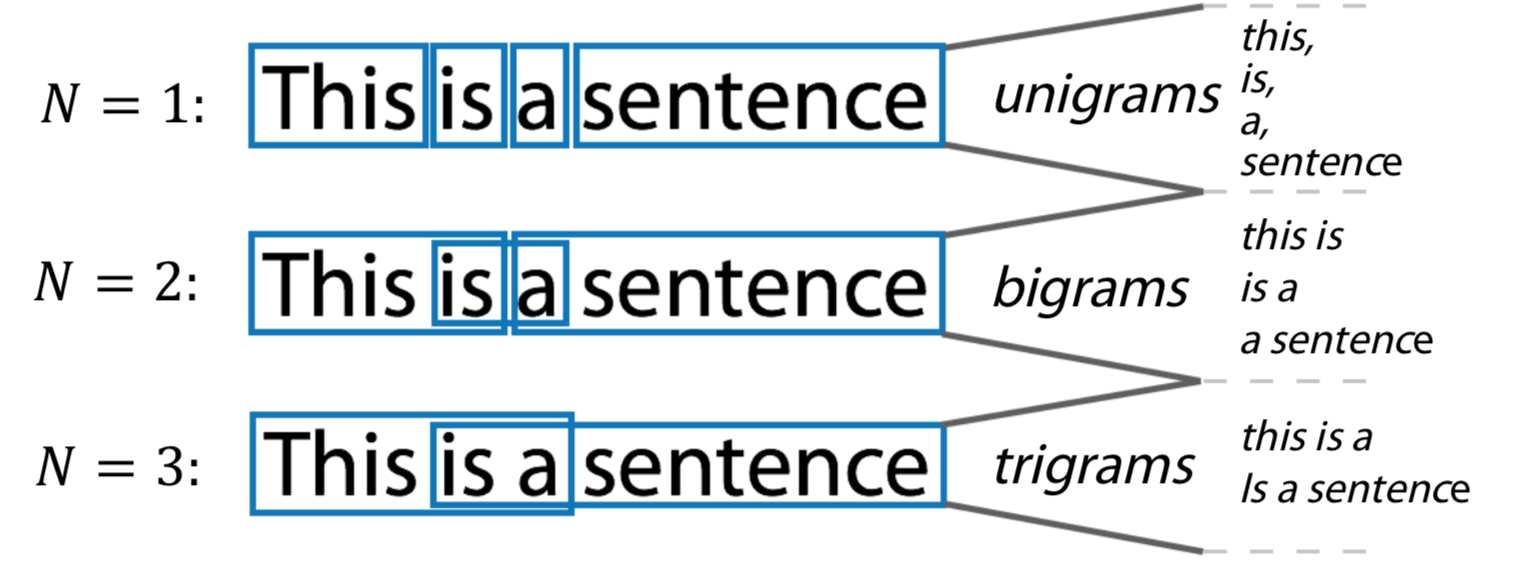 N = 1: This is a sentence unigrams
this,
is,
a,
sentence
N = 2: This is a sentence bigrams
this is
is a
a sentence
N = 3: This is a sentence trigrams
this is a
Is a sentence